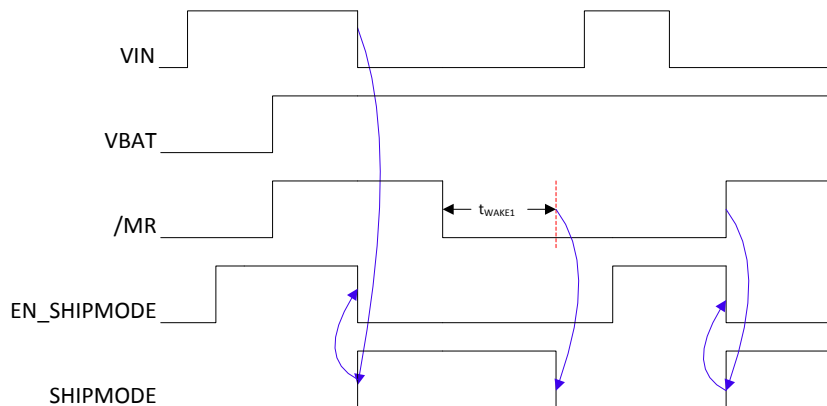 VIN
VBAT
/MR
tWAKE1
EN_SHIPMODE
SHIPMODE